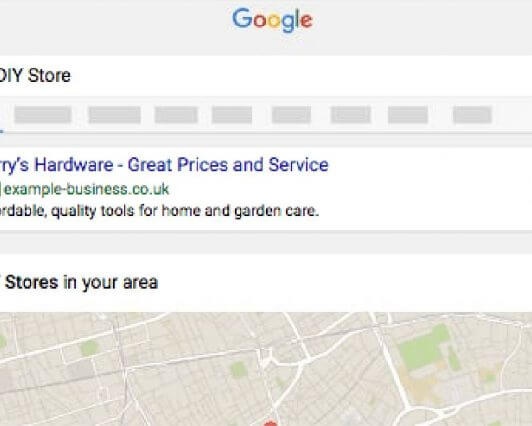 Google
DIY Store
rry's Hardware - Great Prices and Service
example-business.co.uk
rdable, quality tools for home and garden care.
Stores in your area